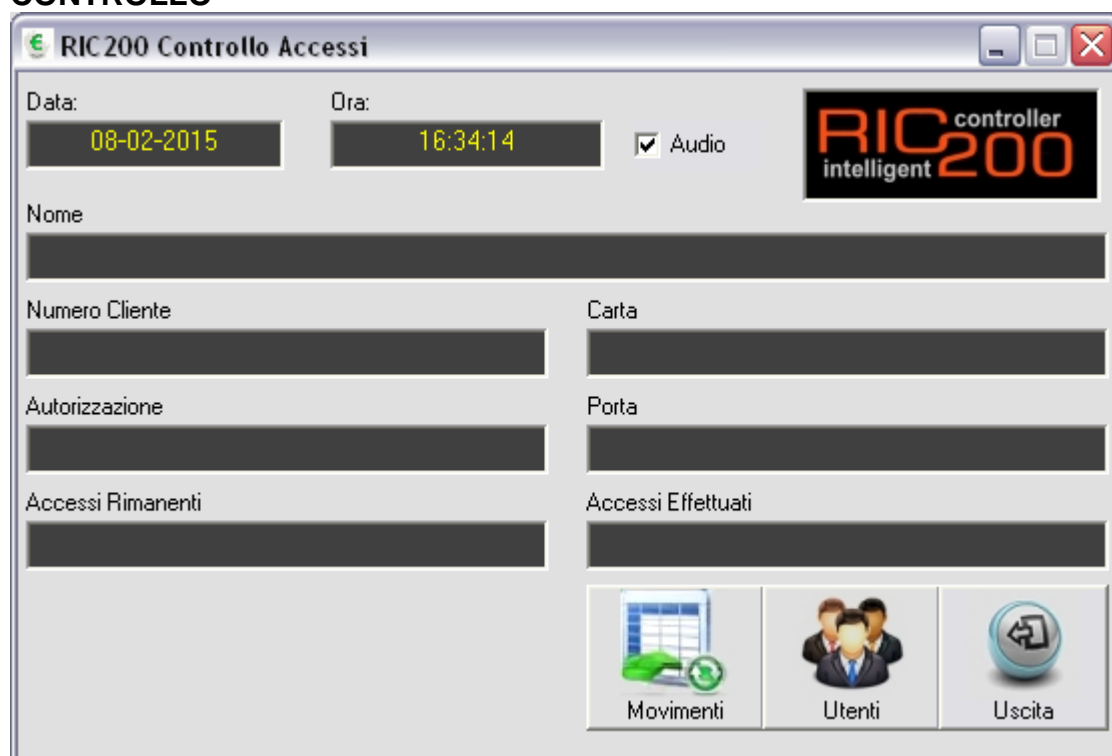 CONTROLLO
RIC200 Controllo Accessi
Data:
Ora:
08-02-2015
16:34:14
Audio
RIC controller
intelligent 200
Nome
Numero Cliente
Carta
Autorizzazione
Porta
Accessi Rimanenti
Accessi Effettuati
Movimenti
Utenti
Uscita